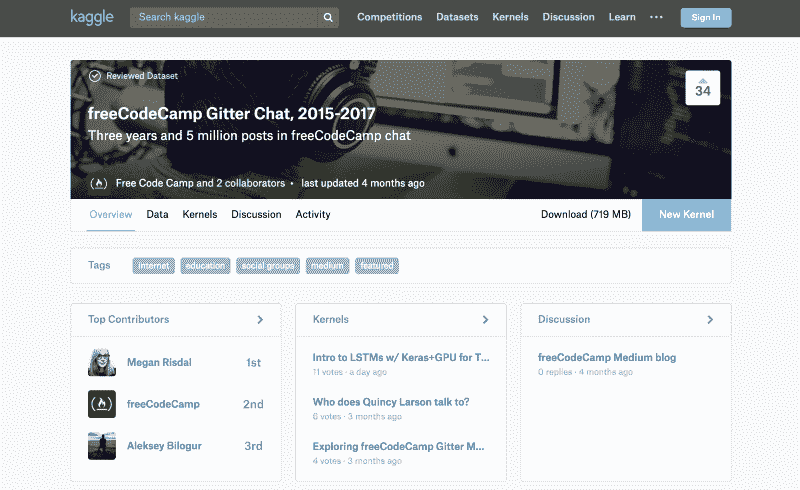 kaggle Search kaggle Competitions Datasets Kernels Discussion Learn Sign In
Reviewed Dataset
34
freeCodeCamp Gitter Chat, 2015-2017
Three years and 5 million posts in freeCodeCamp chat
Free Code Camp and 2 collaborators • last updated 4 months ago
Overview Data Kernels Discussion Activity Download (719 MB) New Kernel
Tags internet education social groups medium featured
Top Contributors
Megan Risdal 1st
freeCodeCamp 2nd
Aleksey Bilogur 3rd
Kernels
Intro to LSTMs w/ Keras+GPU for T...
11 votes · a day ago
Who does Quincy Larson talk to?
6 votes · 3 months ago
Exploring freeCodeCamp Gitter M...
4 votes · 3 months ago
Discussion
freeCodeCamp Medium blog
0 replies · 4 months ago